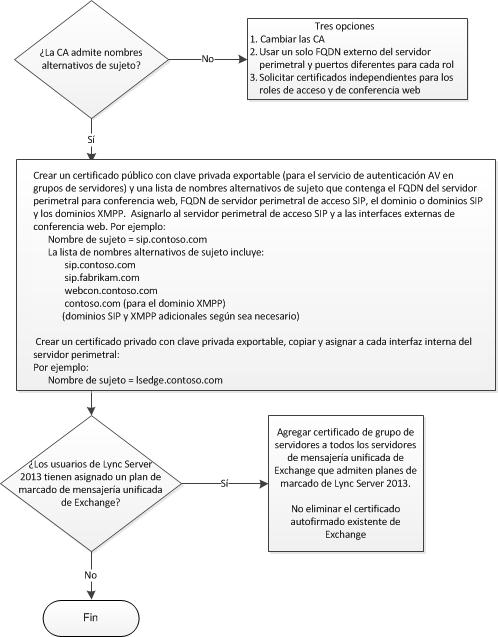 ¿La CA admite nombres
alternativos de sujeto?
No
Tres opciones
1. Cambiar las CA
2. Usar un solo FQDN externo del servidor
perimetral y puertos diferentes para cada rol
3. Solicitar certificados independientes para los
roles de acceso y de conferencia web
Sí
Crear un certificado público con clave privada exportable (para el servicio de autenticación AV en
grupos de servidores) y una lista de nombres alternativos de sujeto que contenga el FQDN del servidor
perimetral para conferencia web, FQDN de servidor perimetral de acceso SIP, el dominio o dominios SIP
y los dominios XMPP. Asignarlo al servidor perimetral de acceso SIP y a las interfaces externas de
conferencia web. Por ejemplo:
Nombre de sujeto = sip.contoso.com
La lista de nombres alternativos de sujeto incluye:
sip.contoso.com
sip.fabrikam.com
webcon.contoso.com
contoso.com (para el dominio XMPP)
(dominios SIP y XMPP adicionales según sea necesario)
Crear un certificado privado con clave privada exportable, copiar y asignar a cada interfaz interna del
servidor perimetral:
Por ejemplo:
Nombre de sujeto = lsedge.contoso.com
¿Los usuarios de Lync Server
2013 tienen asignado un plan de
marcado de mensajería unificada
de Exchange?
Sí
Agregar certificado de grupo de
servidores a todos los servidores
de mensajería unificada de
Exchange que admiten planes de
marcado de Lync Server 2013.
No eliminar el certificado
autofirmado existente de
Exchange
No
Fin